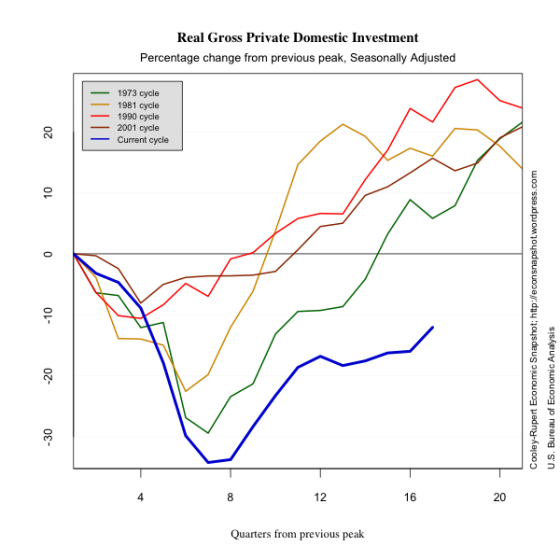 Real Gross Private Domestic Investment
Percentage change from previous peak, Seasonally Adjusted
1973 cycle
1981 cycle
1990 cycle
2001 cycle
Current cycle
20
10
0
-10
-20
-30
4
8
12
16
20
Quarters from previous peak
Cooley-Rupert Economic Snapshot; http://econsnapshot.wordpress.com
U.S. Bureau of Economic Analysis